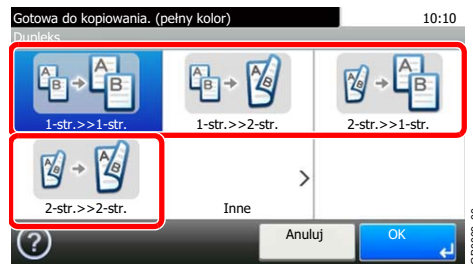 Gotowa do kopiowania. (pełny kolor) 10:10
Dupleks
1-str.>>1-str. 1-str.>>2-str. 2-str.>>1-str.
2-str.>>2-str. Inne
Anuluj OK